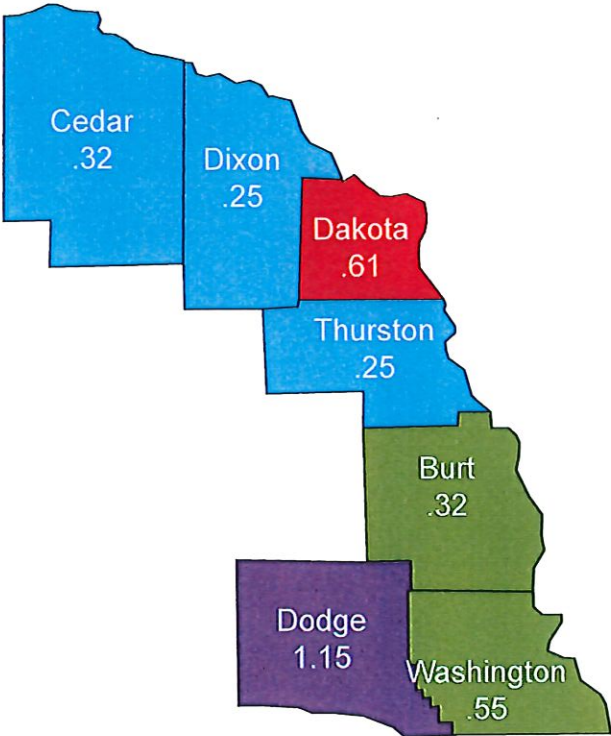 Cedar
.32
Dixon
.25
Dakota
.61
Thurston
.25
Burt
.32
Dodge
1.15
Washington
.55